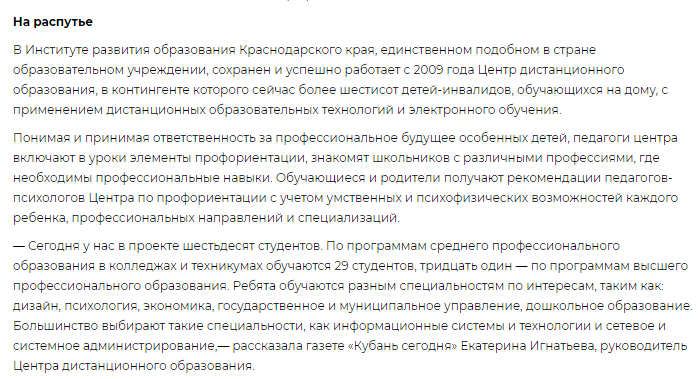 На распутье
В Институте развития образования Краснодарского края, единственном подобном в стране
образовательном учреждении, сохранен и успешно работает с 2009 года Центр дистанционного
образования, в контингенте которого сейчас более шестисот детей-инвалидов, обучающихся на дому, с
применением дистанционных образовательных технологий и электронного обучения.
Понимая и принимая ответственность за профессиональное будущее особенных детей, педагоги центра
включают в уроки элементы профориентации, знакомят школьников с различными профессиями, где
необходимы профессиональные навыки. Обучающиеся и родители получают рекомендации педагогов-
психологов Центра по профориентации с учетом умственных и психофизических возможностей каждого
ребенка, профессиональных направлений и специализаций.
— Сегодня у нас в проекте шестьдесят студентов. По программам среднего профессионального
образования в колледжах и техникумах обучаются 29 студентов, тридцать один — по программам высшего
профессионального образования. Ребята обучаются разным специальностям по интересам, таким как:
дизайн, психология, экономика, государственное и муниципальное управление, дошкольное образование.
Большинство выбирают такие специальности, как информационные системы и технологии и сетевое и
системное администрирование,— рассказала газете «Кубань сегодня» Екатерина Игнатьева, руководитель
Центра дистанционного образования.